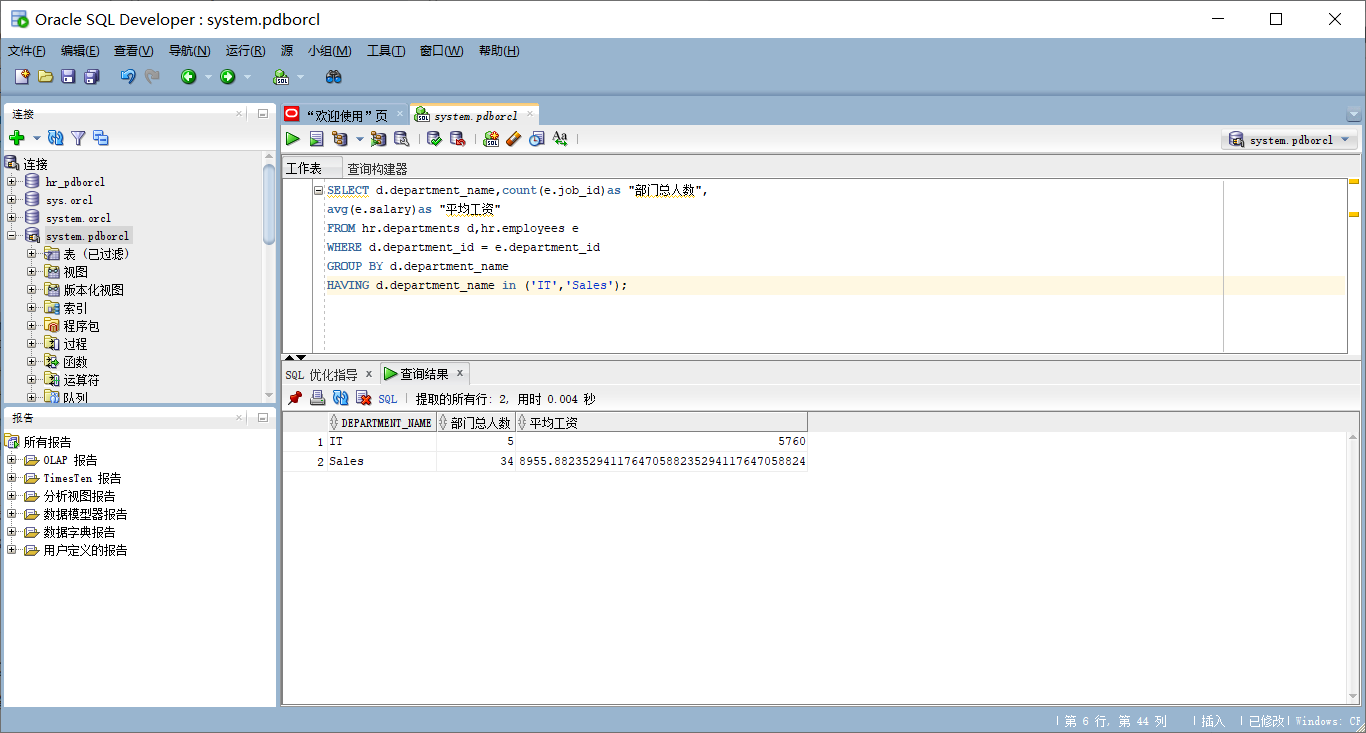 Oracle SQL Developer : system.pdborcl
文件(F) 编辑(E) 查看(V) 导航(N) 运行(R) 源 小组(M) 工具(T) 窗口(W) 帮助(H)
连接
连接
hr_pdborcl
sys.orcl
system.orcl
system.pdborcl
表 (已过滤)
视图
版本化视图
索引
程序包
过程
函数
运算符
队列
报告
所有报告
OLAP 报告
TimesTen 报告
分析视图报告
数据模型器报告
数据字典报告
用户定义的报告
“欢迎使用”页 system.pdborcl
system.pdborcl
工作表 查询构建器
SELECT d.department_name,count(e.job_id)as "部门总人数",
avg(e.salary)as "平均工资"
FROM hr.departments d,hr.employees e
WHERE d.department_id = e.department_id
GROUP BY d.department_name
HAVING d.department_name in ('IT','Sales');
SQL 优化指导 x 查询结果 x
SQL | 提取的所有行: 2, 用时 0.004 秒
DEPARTMENT_NAME 部门总人数 平均工资
1 IT 5 5760
2 Sales 34 8955.88235294117647058823529411764705882​4
第 6 行, 第 44 列 | 插入 | 已修改| Windows: CF